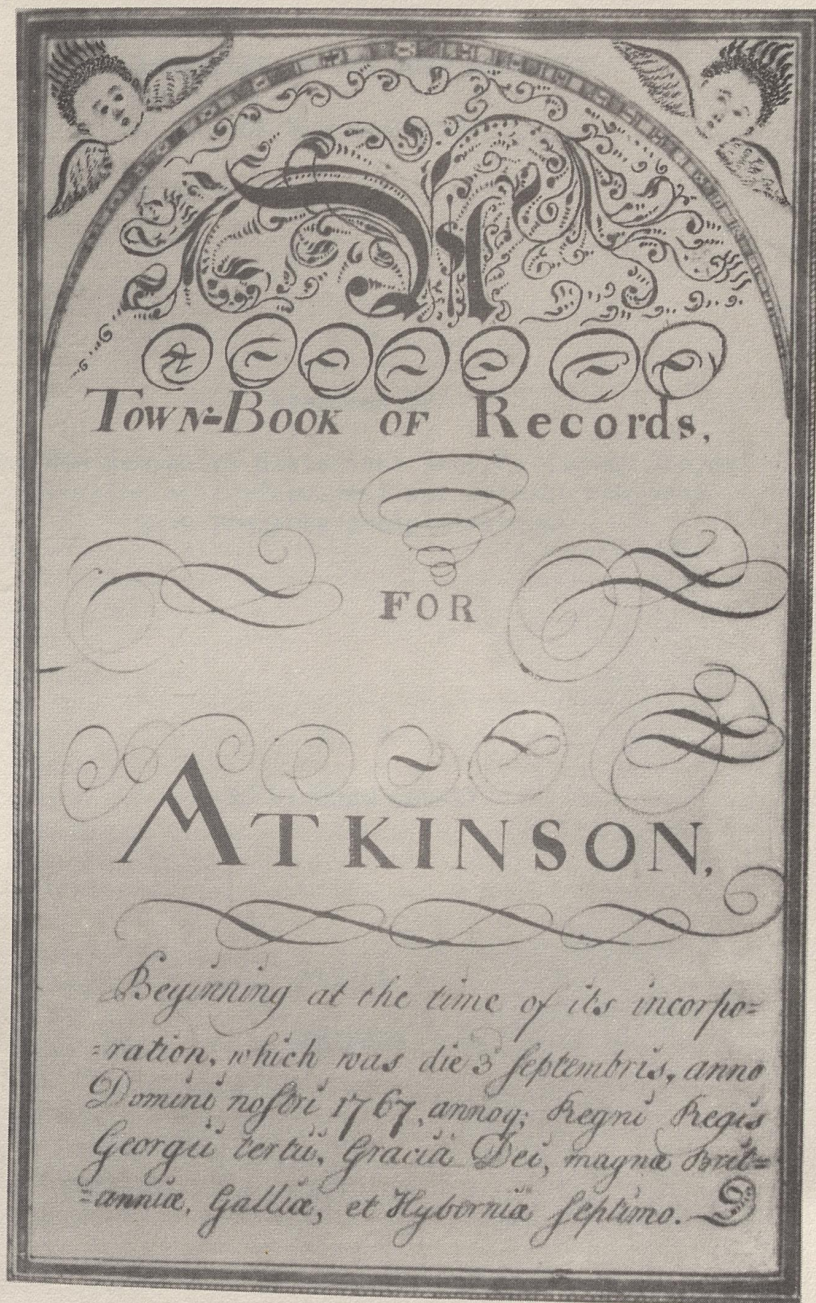 A
Town-Book of Records,
FOR
ATKINSON,
Beginning at the time of its incorpo=
=ration, which was die 3 Septembris, anno
Domini nostri 1767, annoq; Regni Regis
Georgii tertii, Gracia Dei, magnæ Brit=
=anniæ, Galliæ, et Hyberniæ septimo.